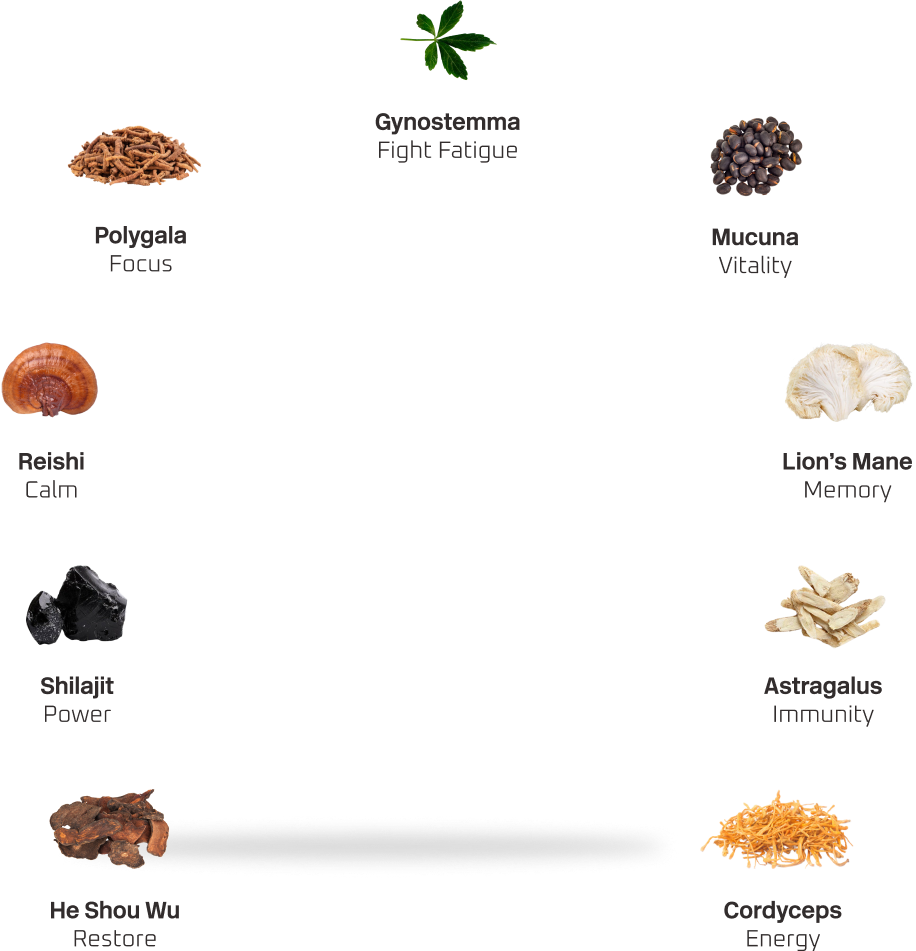 Gynostemma
Fight Fatigue
Polygala
Focus
Mucuna
Vitality
Reishi
Calm
Lion’s Mane
Memory
Shilajit
Power
Astragalus
Immunity
He Shou Wu
Restore
Cordyceps
Energy